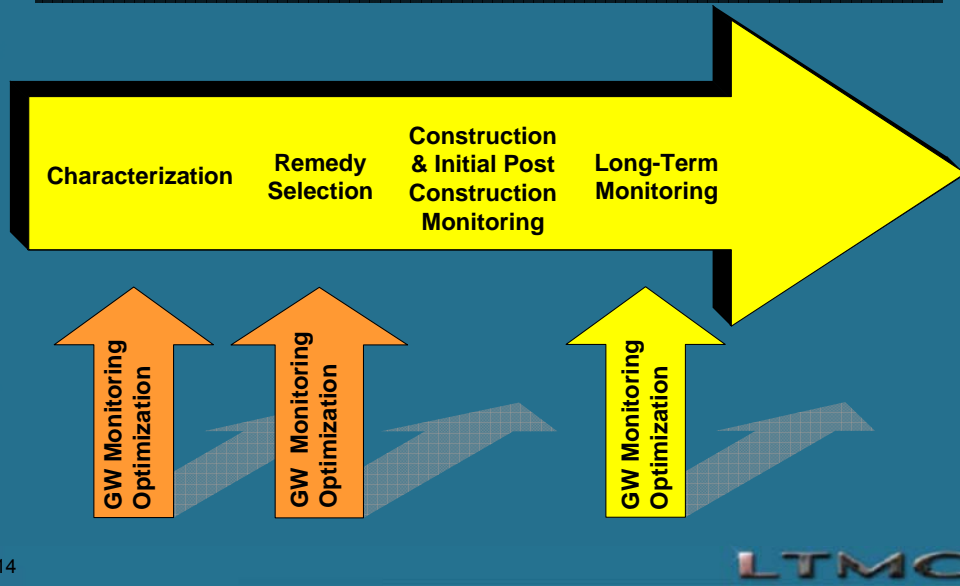 Characterization
Remedy
Selection
Construction
& Initial Post
Construction
Monitoring
Long-Term
Monitoring
GW Monitoring
Optimization
GW Monitoring
Optimization
GW Monitoring
Optimization
14
LTMO